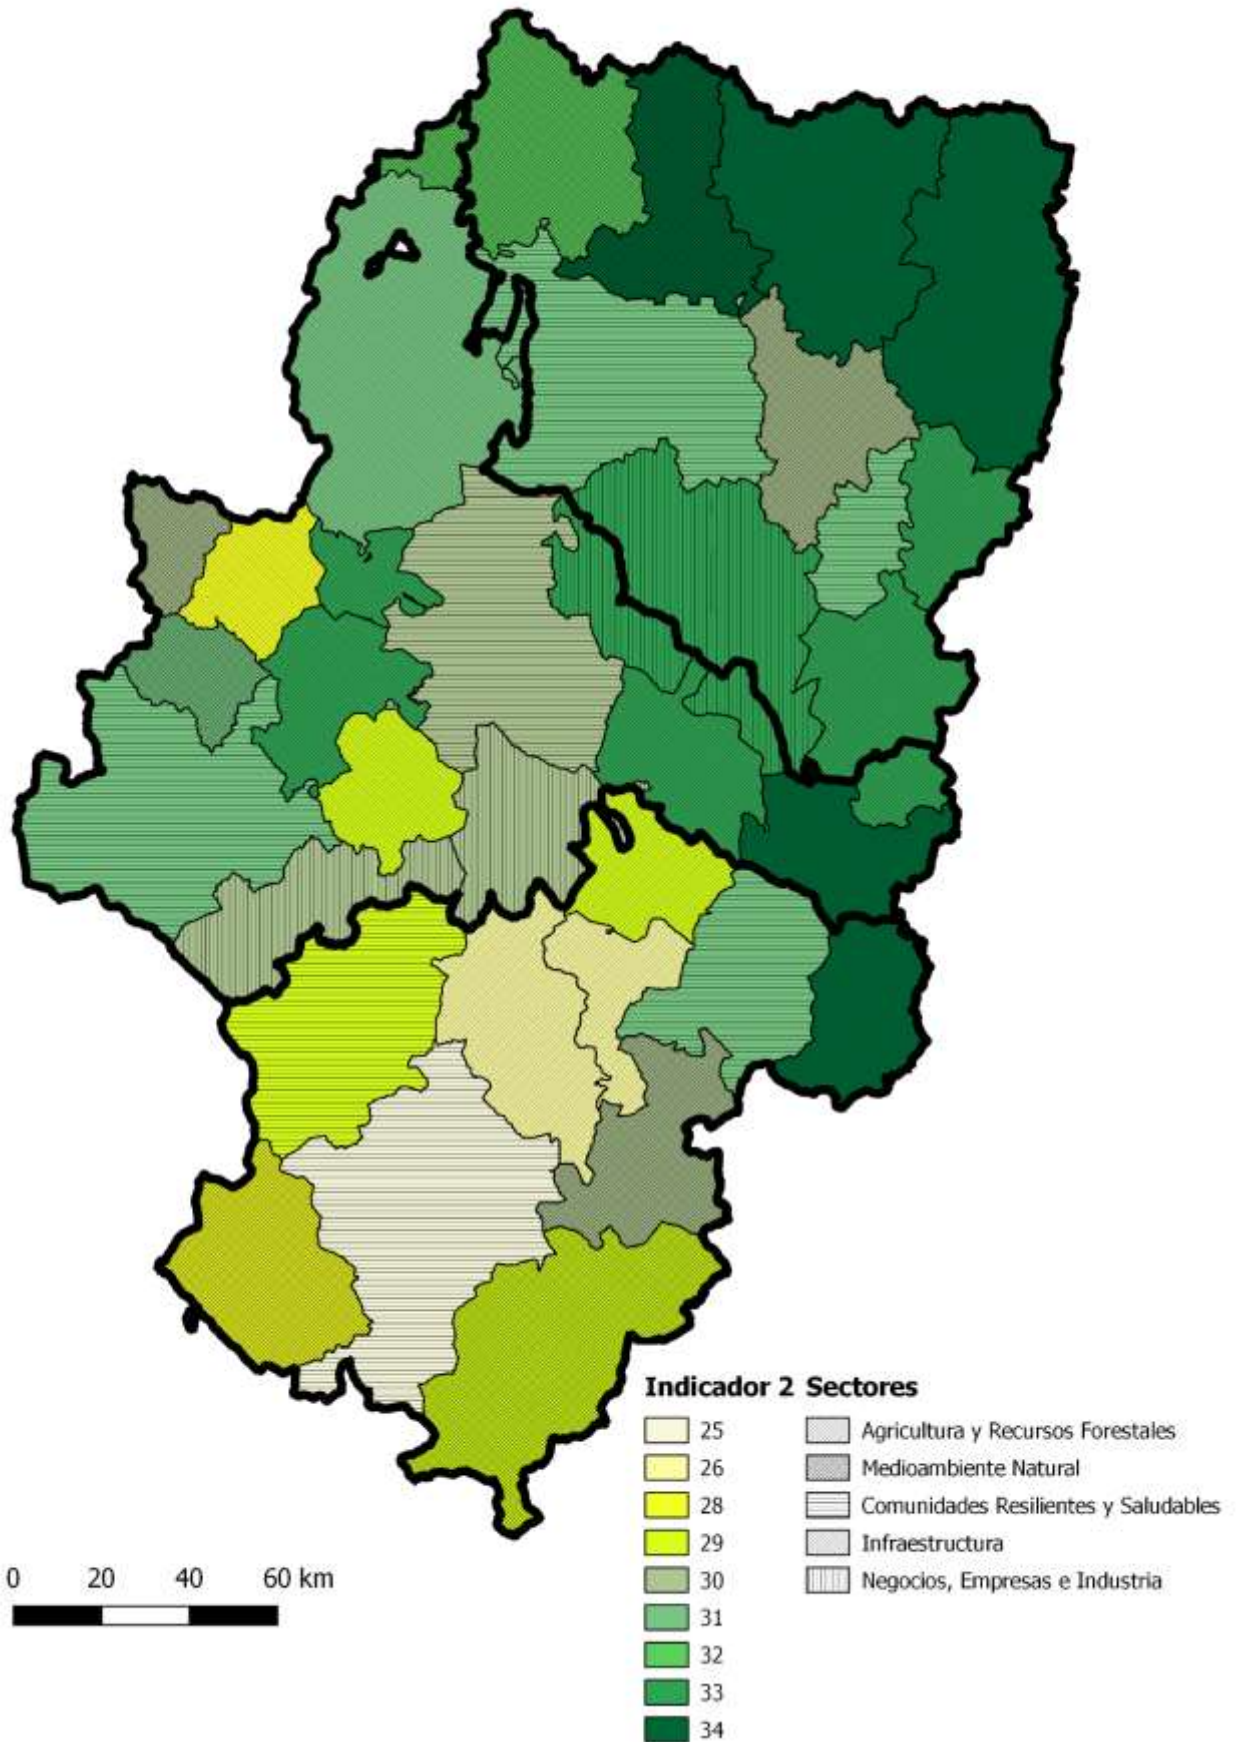 Indicador 2 Sectores
25 Agricultura y Recursos Forestales
26 Medioambiente Natural
28 Comunidades Resilientes y Saludables
29 Infraestructura
30 Negocios, Empresas e Industria
31
32
33
34
0 20 40 60 km